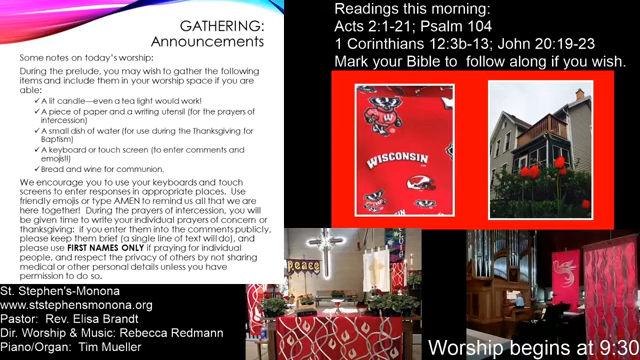 GATHERING:
Announcements
Some notes on today's worship:
During the prelude, you may wish to gather the following
items and include them in your worship space if you are
able:
✓A lit candle—even a tea light would work!
✓A piece of paper and a writing utensil (for the prayers of
intercession)
✓A small dish of water (for use during the Thanksgiving for
Baptism)
✓A keyboard or touch screen (to enter comments and
emojis!!)
✓Bread and wine for communion.
We encourage you to use your keyboards and touch
screens to enter responses in appropriate places.  Use
friendly emojis or type AMEN to remind us all that we are
here together!  During the prayers of intercession, you will
be given time to write your individual prayers of concern or
thanksgiving:  if you enter them into the comments publicly,
please keep them brief (a single line of text will do), and
please use FIRST NAMES ONLY if praying for individual
people, and respect the privacy of others by not sharing
medical or other personal details unless you have
permission to do so.
St. Stephen's-Monona
www.ststephensmonona.org
Pastor:  Rev. Elisa Brandt
Dir. Worship & Music: Rebecca Redmann
Piano/Organ:  Tim Mueller
Readings this morning:
Acts 2:1-21; Psalm 104
1 Corinthians 12:3b-13; John 20:19-23
Mark your Bible to  follow along if you wish.
W
WISCONSIN
Peace
Worship begins at 9:30